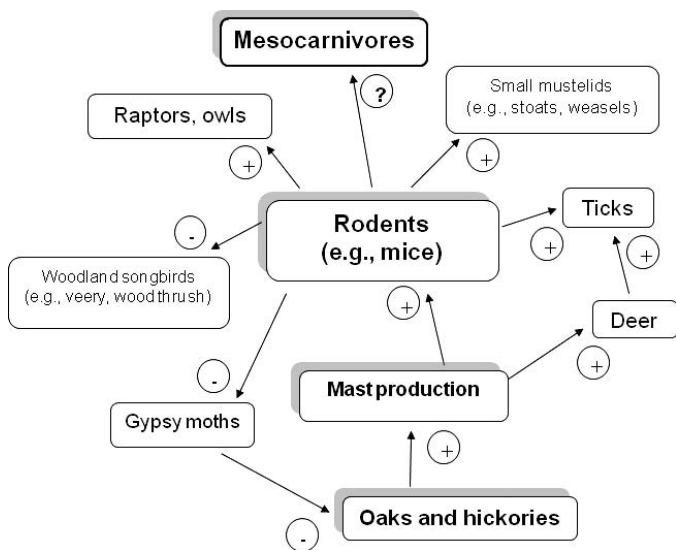 Mesocarnivores
?
Small mustelids
(e.g., stoats, weasels)
Raptors, owls
+
+
Rodents
(e.g., mice)
Ticks
-
+
+
Woodland songbirds
(e.g., veery, wood thrush)
+
Deer
+
-
Mast production
Gypsy moths
+
Oaks and hickories
-